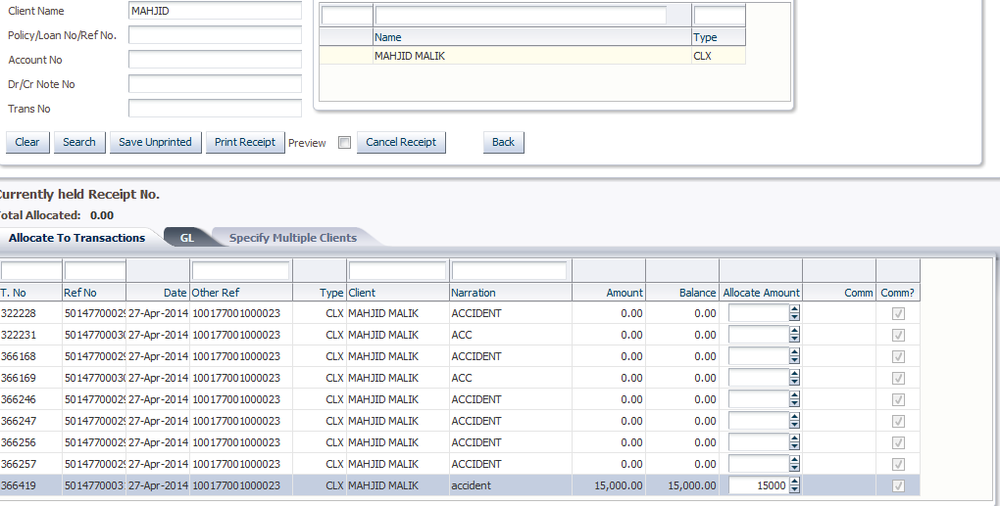 Client Name MAHJID
Policy/Loan No/Ref No.
Account No
Dr/Cr Note No
Trans No
Name Type
MAHJID MALIK CLX
Clear Search Save Unprinted Print Receipt Preview Cancel Receipt Back
Currently held Receipt No.
Total Allocated: 0.00
Allocate To Transactions GL Specify Multiple Clients
T. No Ref No Date Other Ref Type Client Narration Amount Balance Allocate Amount Comm Comm?
322228 50147700029 27-Apr-2014 100177001000023 CLX MAHJID MALIK ACCIDENT 0.00 0.00
322231 50147700030 27-Apr-2014 100177001000023 CLX MAHJID MALIK ACC 0.00 0.00
366168 50147700029 27-Apr-2014 100177001000023 CLX MAHJID MALIK ACCIDENT 0.00 0.00
366169 50147700030 27-Apr-2014 100177001000023 CLX MAHJID MALIK ACC 0.00 0.00
366246 50147700029 27-Apr-2014 100177001000023 CLX MAHJID MALIK ACCIDENT 0.00 0.00
366247 50147700029 27-Apr-2014 100177001000023 CLX MAHJID MALIK ACCIDENT 0.00 0.00
366256 50147700029 27-Apr-2014 100177001000023 CLX MAHJID MALIK ACCIDENT 0.00 0.00
366257 50147700029 27-Apr-2014 100177001000023 CLX MAHJID MALIK ACCIDENT 0.00 0.00
366419 5014770003 27-Apr-2014 100177001000023 CLX MAHJID MALIK accident 15,000.00 15,000.00 15000